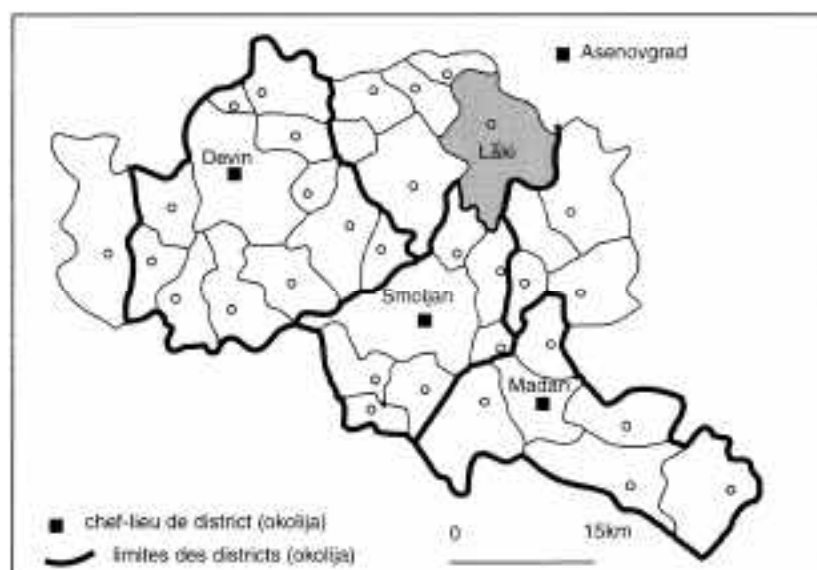 Asenovgrad
Lăki
Devin
Smoljan
Madan
chef-lieu de district (okolija)
0 15km
limites des districts (okolija)